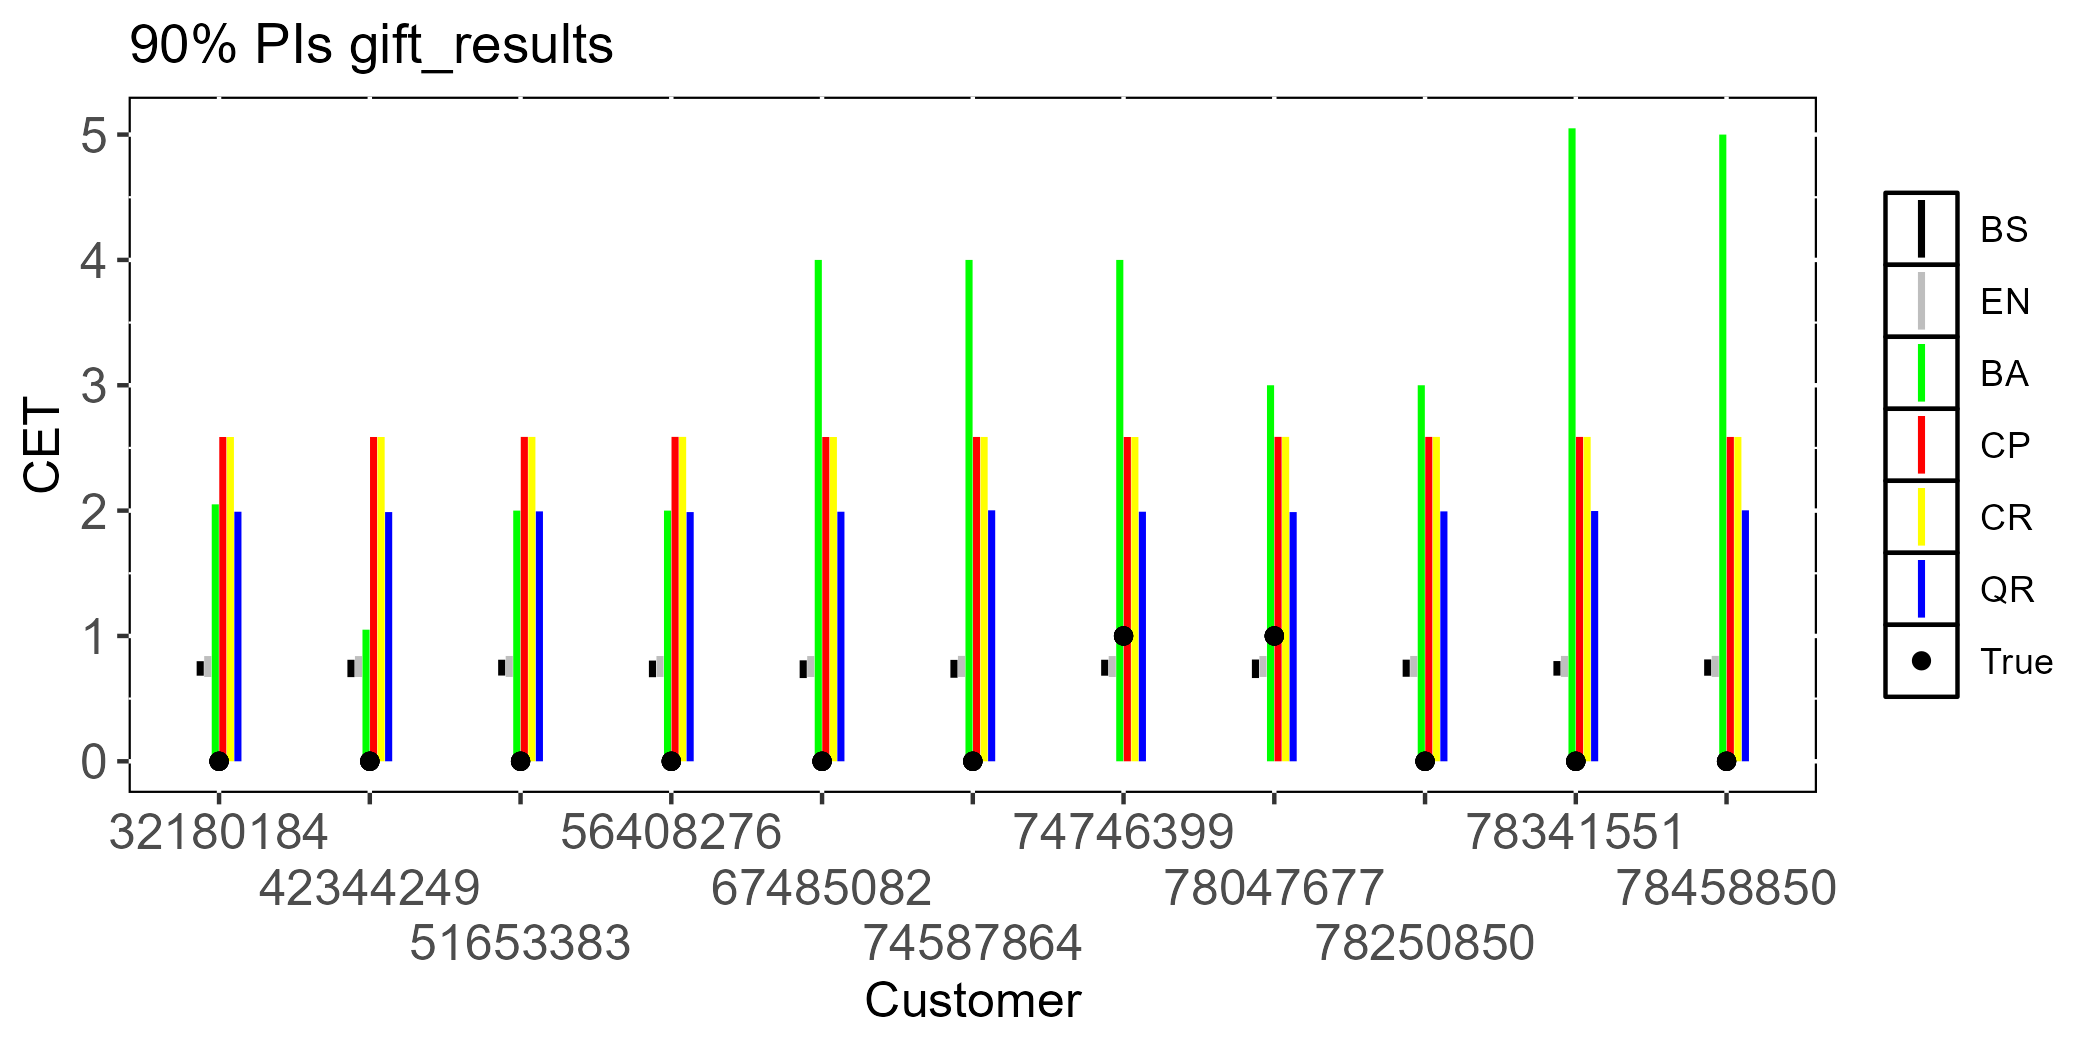 90% PIs gift_results
5
4
3
2
1
0
CET
32180184
56408276
74746399
78341551
42344249
67485082
78047677
78458850
51653383
74587864
78250850
Customer
BS
EN
BA
CP
CR
QR
True